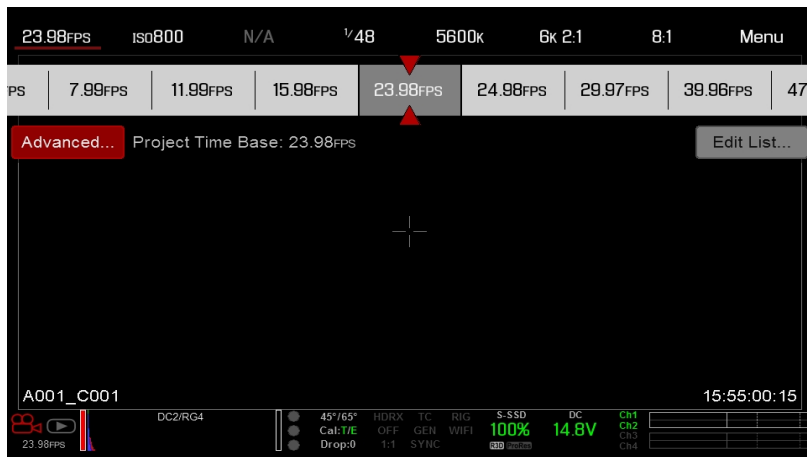 23.98FPS ISO800 N/A 1/48 5600K 6K 2:1 8:1 Menu
PS 7.99FPS 11.99FPS 15.98FPS 23.98FPS 24.98FPS 29.97FPS 39.96FPS 47
Advanced... Project Time Base: 23.98FPS Edit List...
A001_C001 15:55:00:15
DC2/RG4 45°/65° HDRX TC RIG S-SSD DC Ch1
Cal:T/E OFF GEN WIFI 100% 14.8V Ch2
Ch3
23.98FPS Drop:0 1:1 SYNC R3D ProRes Ch4